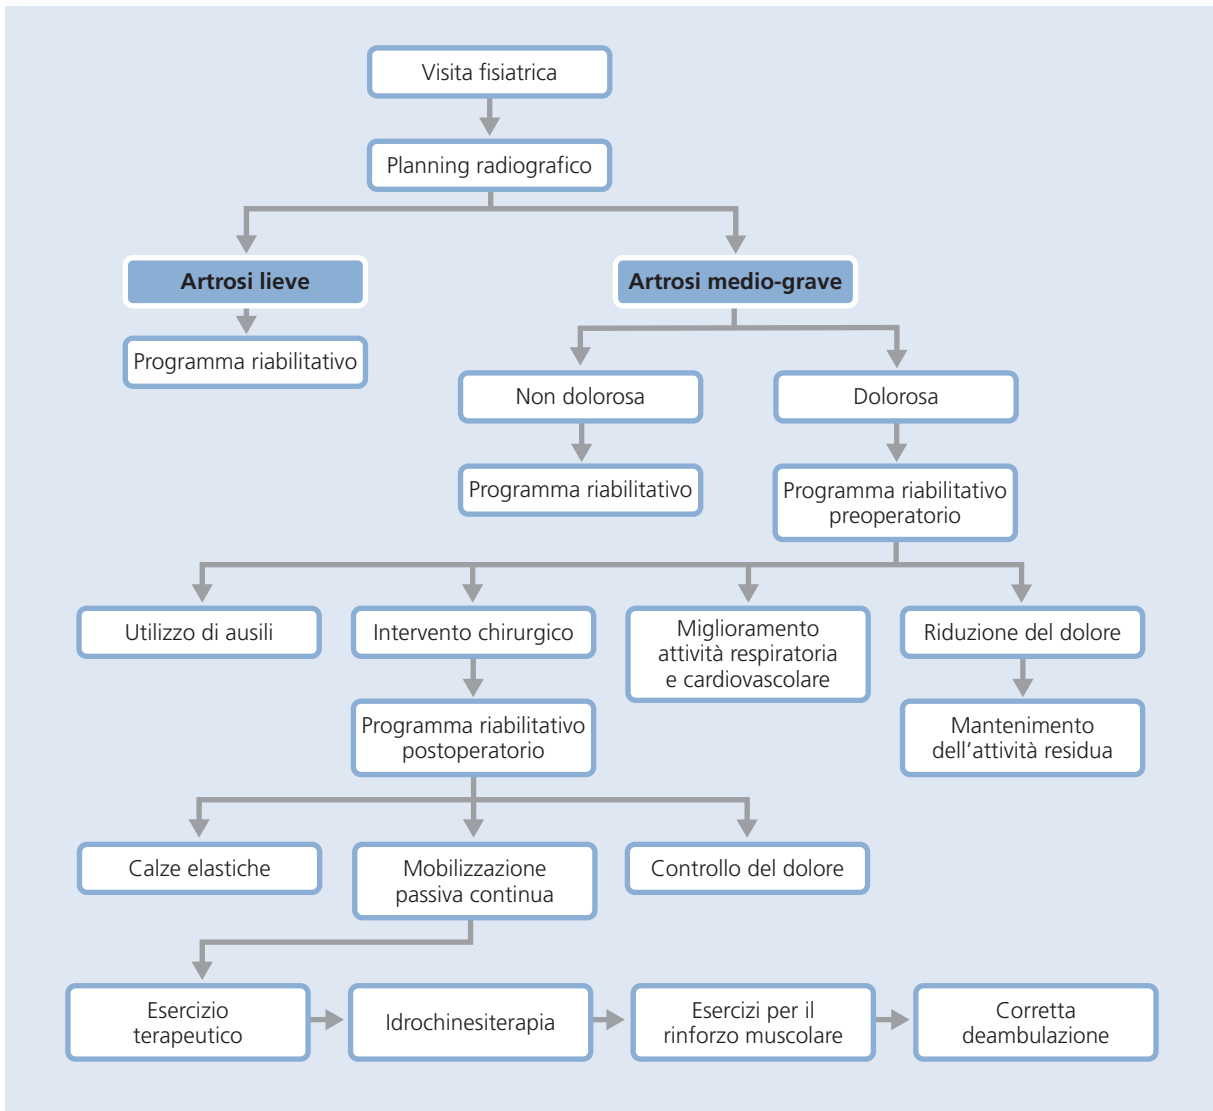 Visita fisiatrica
Planning radiografico
Artrosi lieve
Artrosi medio-grave
Programma riabilitativo
Non dolorosa
Dolorosa
Programma riabilitativo
Programma riabilitativo
preoperatorio
Utilizzo di ausili
Intervento chirurgico
Miglioramento
attività respiratoria
e cardiovascolare
Riduzione del dolore
Programma riabilitativo
postoperatorio
Mantenimento
dell'attività residua
Calze elastiche
Mobilizzazione
passiva continua
Controllo del dolore
Esercizio
terapeutico
Idrochinesiterapia
Esercizi per il
rinforzo muscolare
Corretta
deambulazione